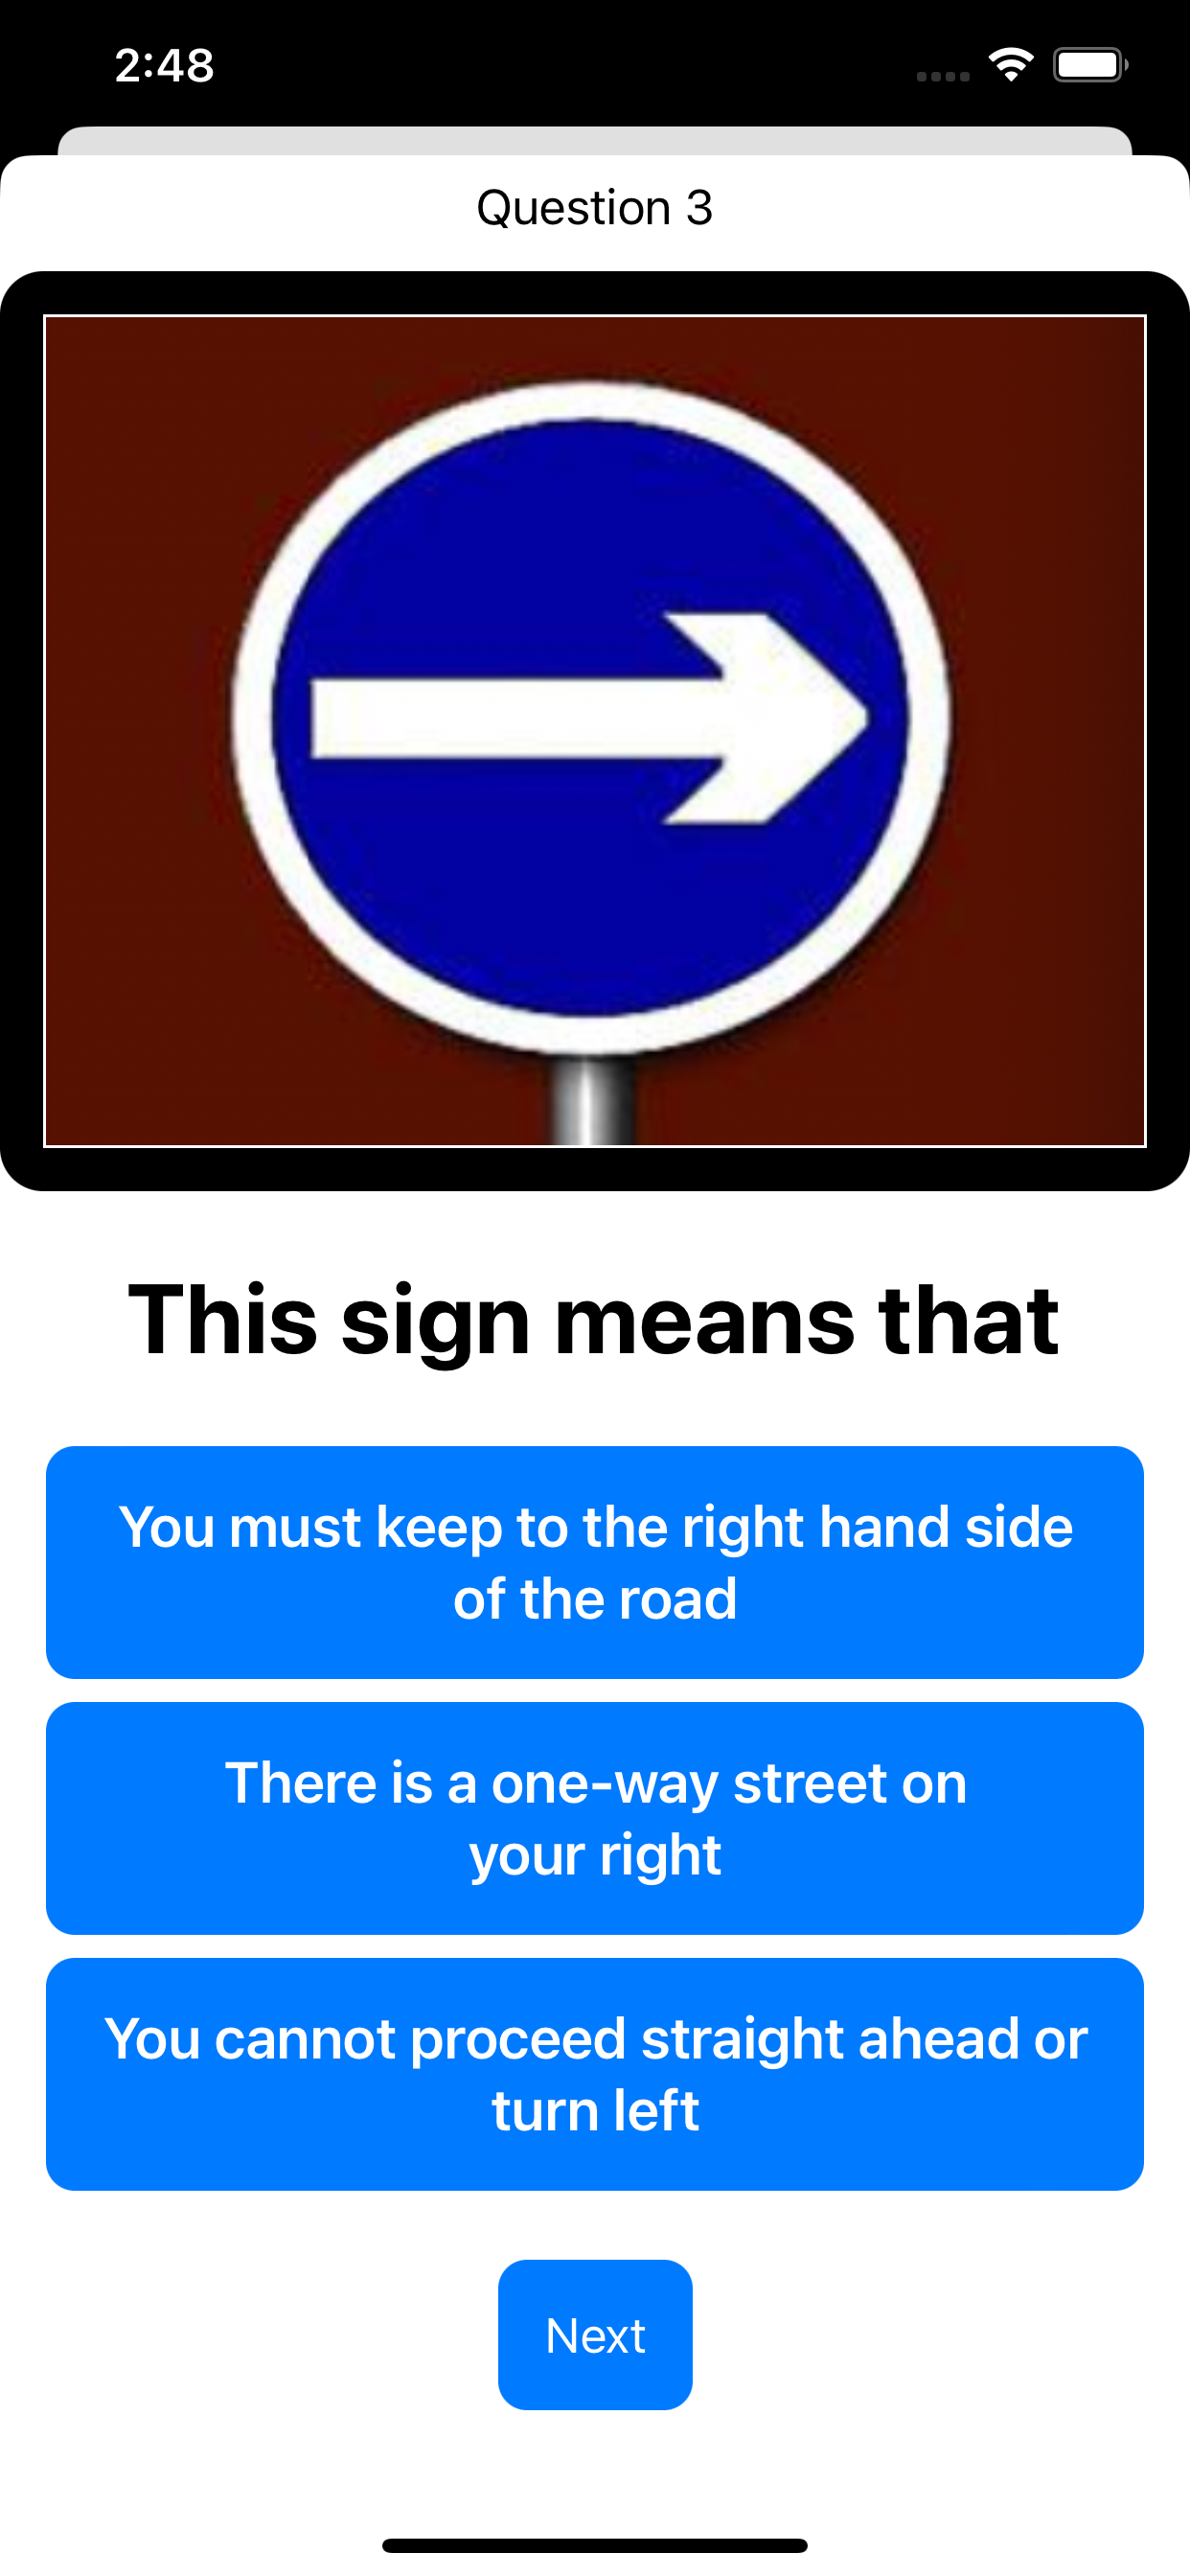 2:48
Question 3
This sign means that
You must keep to the right hand side
of the road
There is a one-way street on
your right
You cannot proceed straight ahead or
turn left
Next